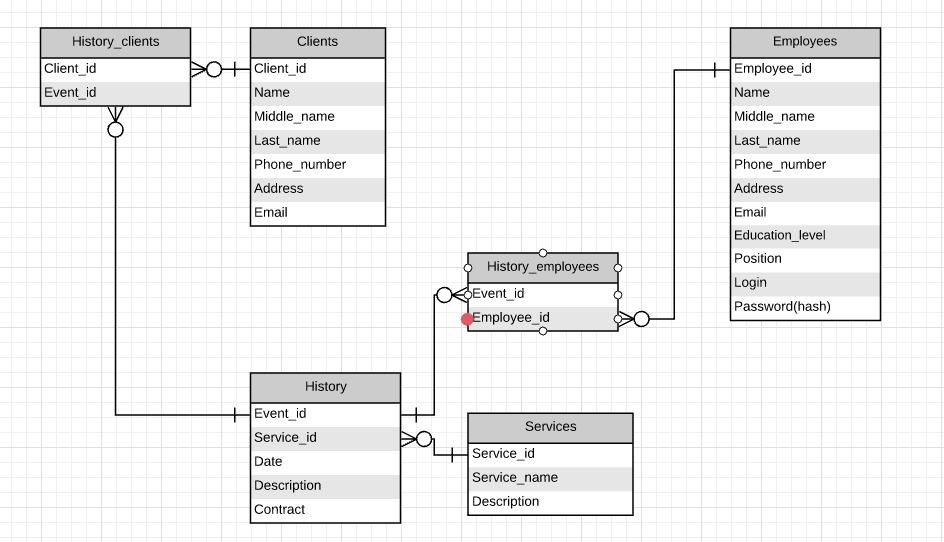 History_clients
Client_id
Event_id
Clients
Client_id
Name
Middle_name
Last_name
Phone_number
Address
Email
Employees
Employee_id
Name
Middle_name
Last_name
Phone_number
Address
Email
Education_level
Position
Login
Password(hash)
History_employees
Event_id
Employee_id
History
Event_id
Service_id
Date
Description
Contract
Services
Service_id
Service_name
Description